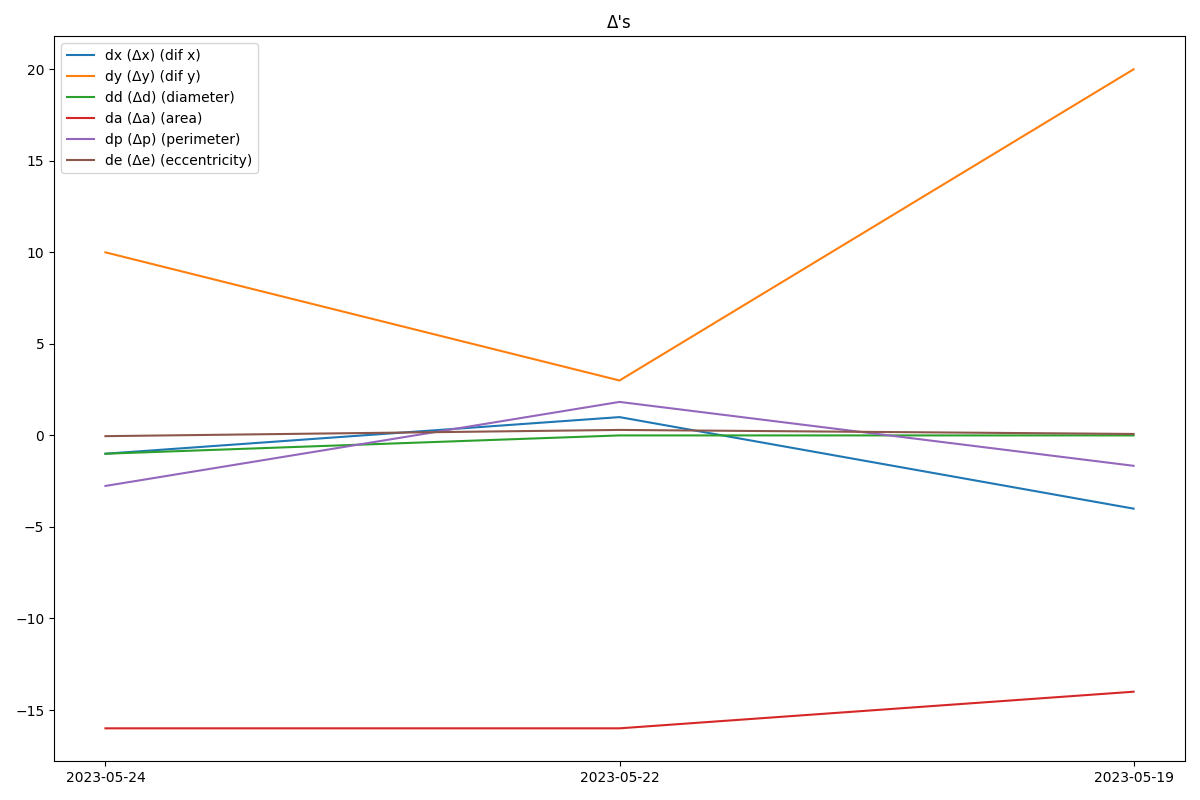 Δ's
dx (Δx) (dif x)
dy (Δy) (dif y)
dd (Δd) (diameter)
da (Δa) (area)
dp (Δp) (perimeter)
de (Δe) (eccentricity)
20
15
10
5
0
−5
−10
−15
2023-05-24
2023-05-22
2023-05-19